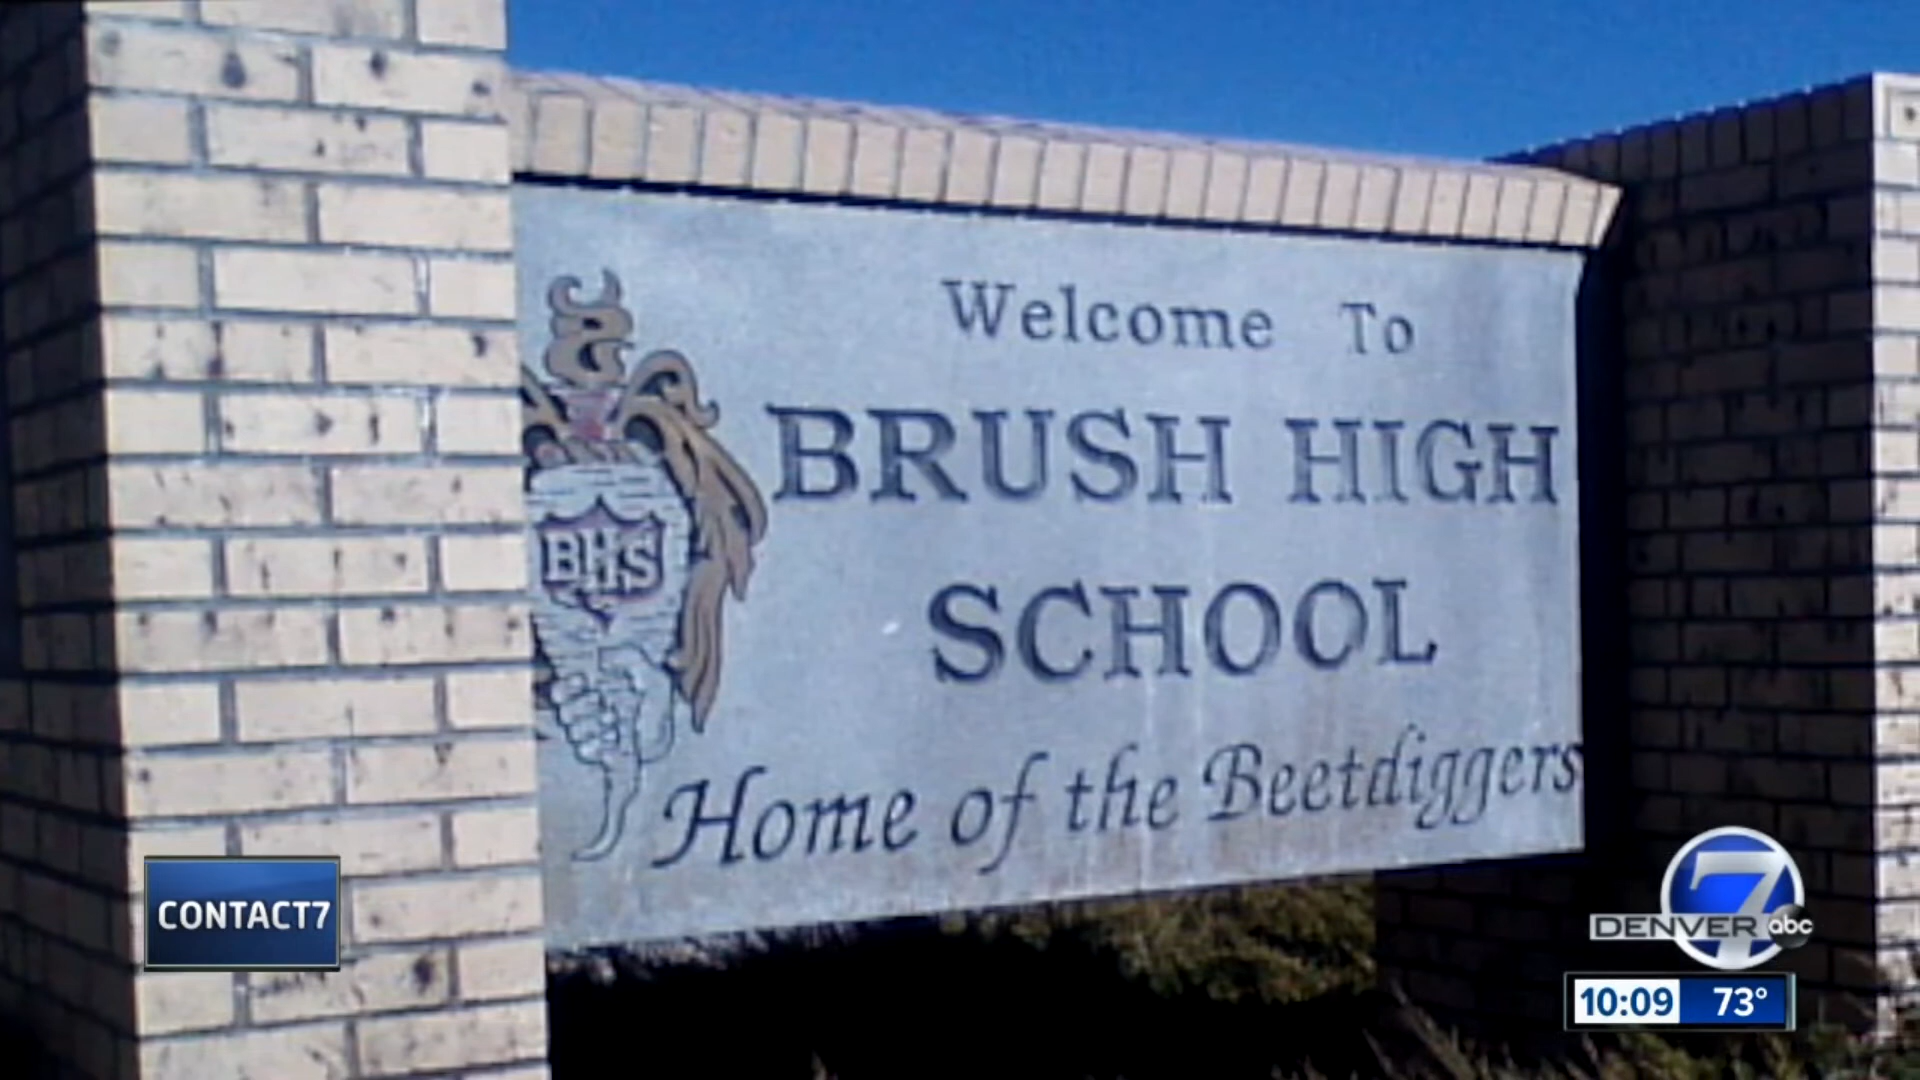 Welcome To
BRUSH HIGH
SCHOOL
BHS
Home of the Beetdiggers
CONTACT7
7
DENVER abc
10:09 73°